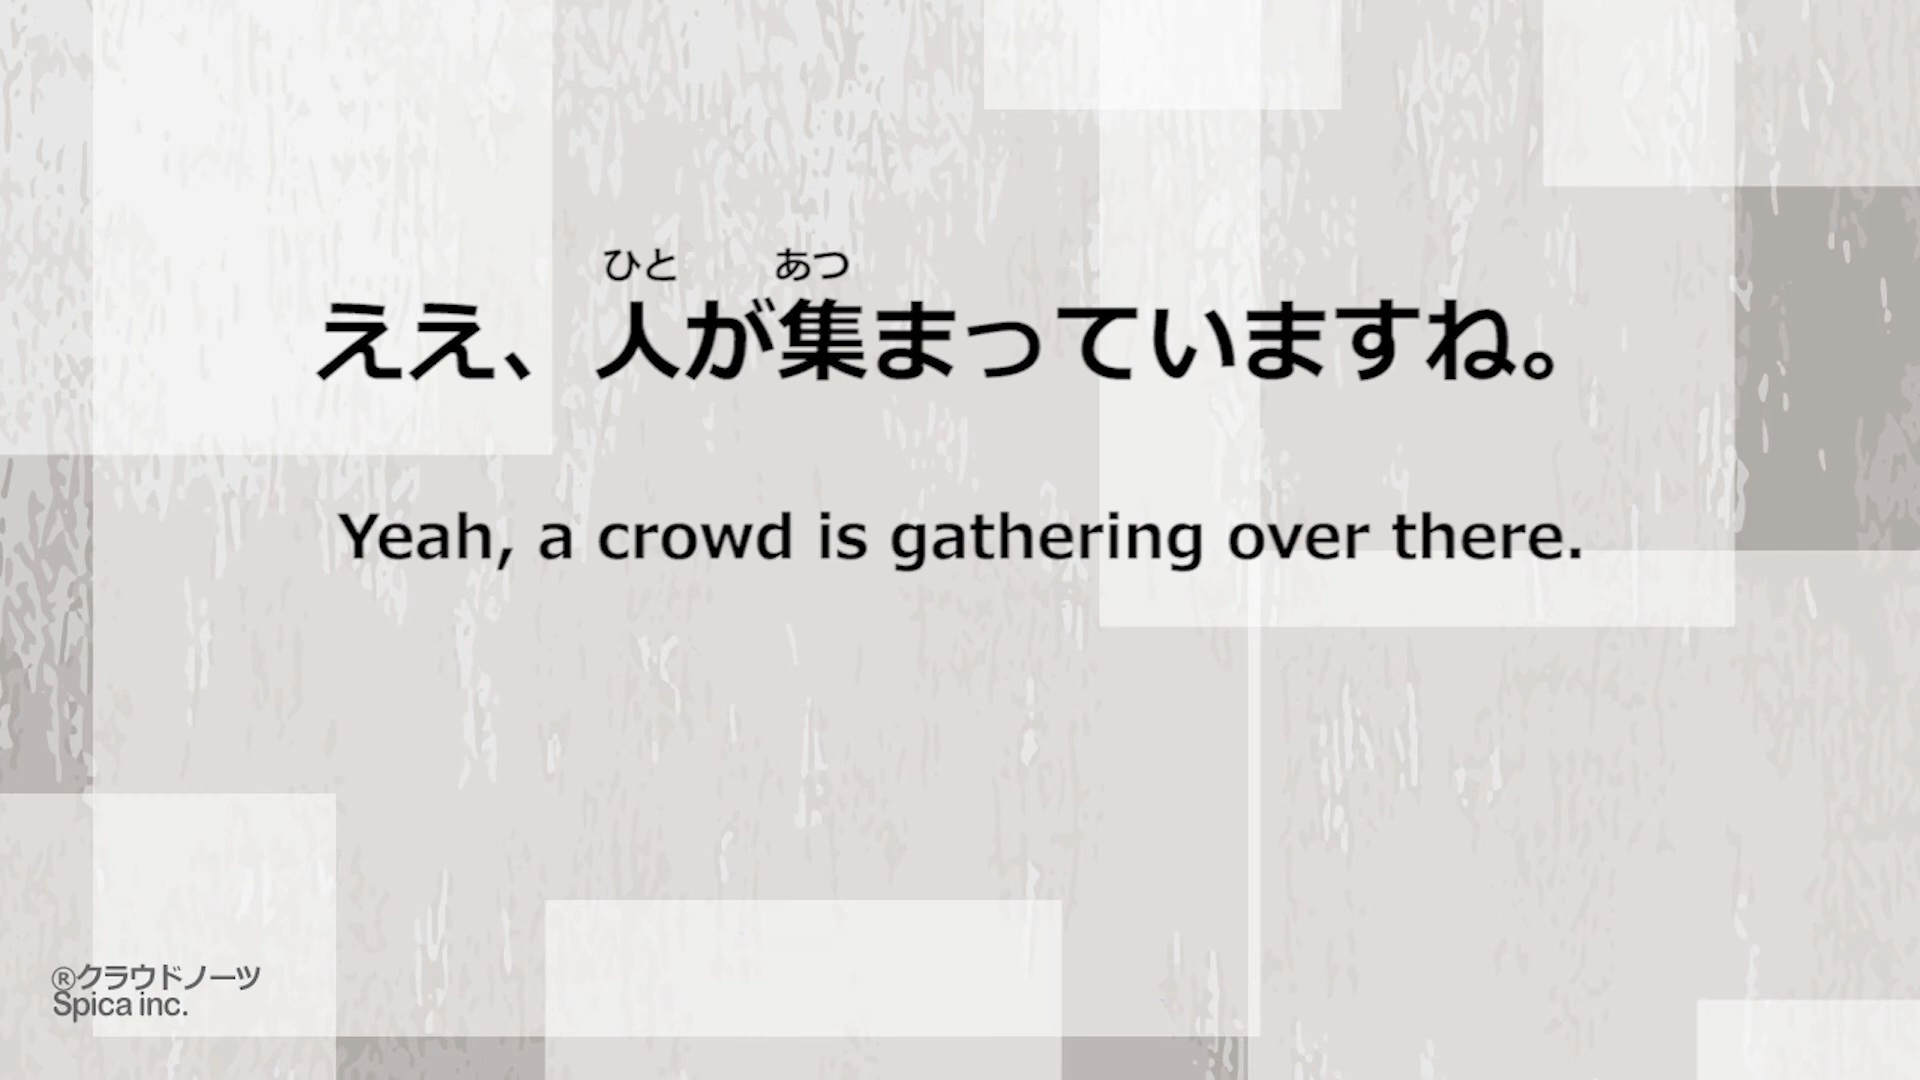 ひと あつ
ええ、人が集まっていますね。
Yeah, a crowd is gathering over there.
®クラウドノーツ
Spica inc.